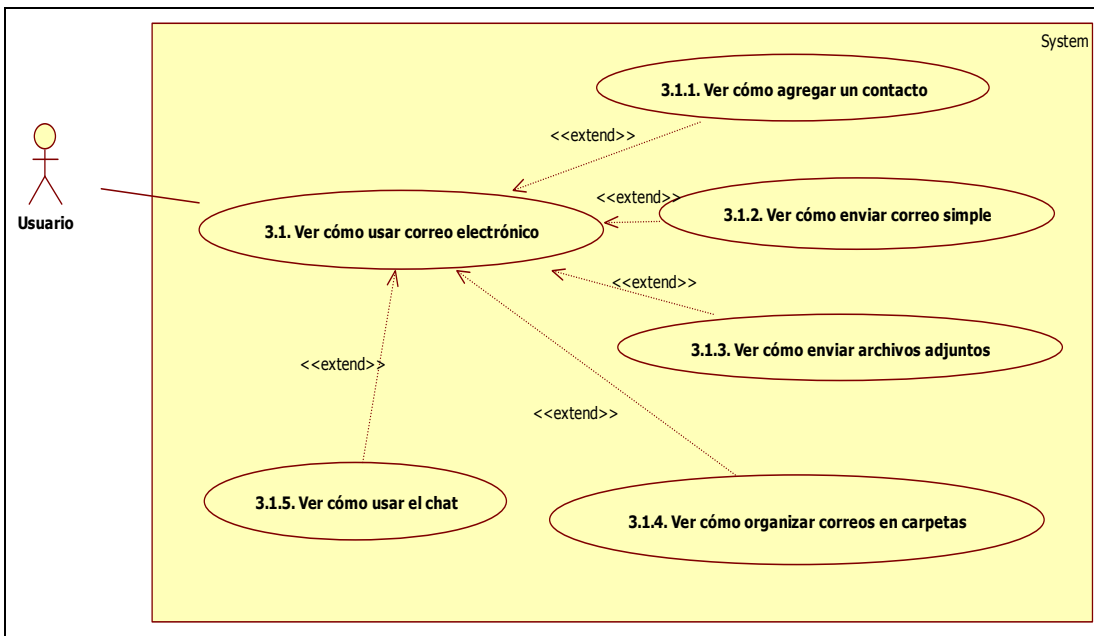 System
3.1.1. Ver cómo agregar un contacto
<<extend>>
<<extend>>
3.1.2. Ver cómo enviar correo simple
Usuario
3.1. Ver cómo usar correo electrónico
<<extend>>
3.1.3. Ver cómo enviar archivos adjuntos
<<extend>>
<<extend>>
3.1.5. Ver cómo usar el chat
3.1.4. Ver cómo organizar correos en carpetas